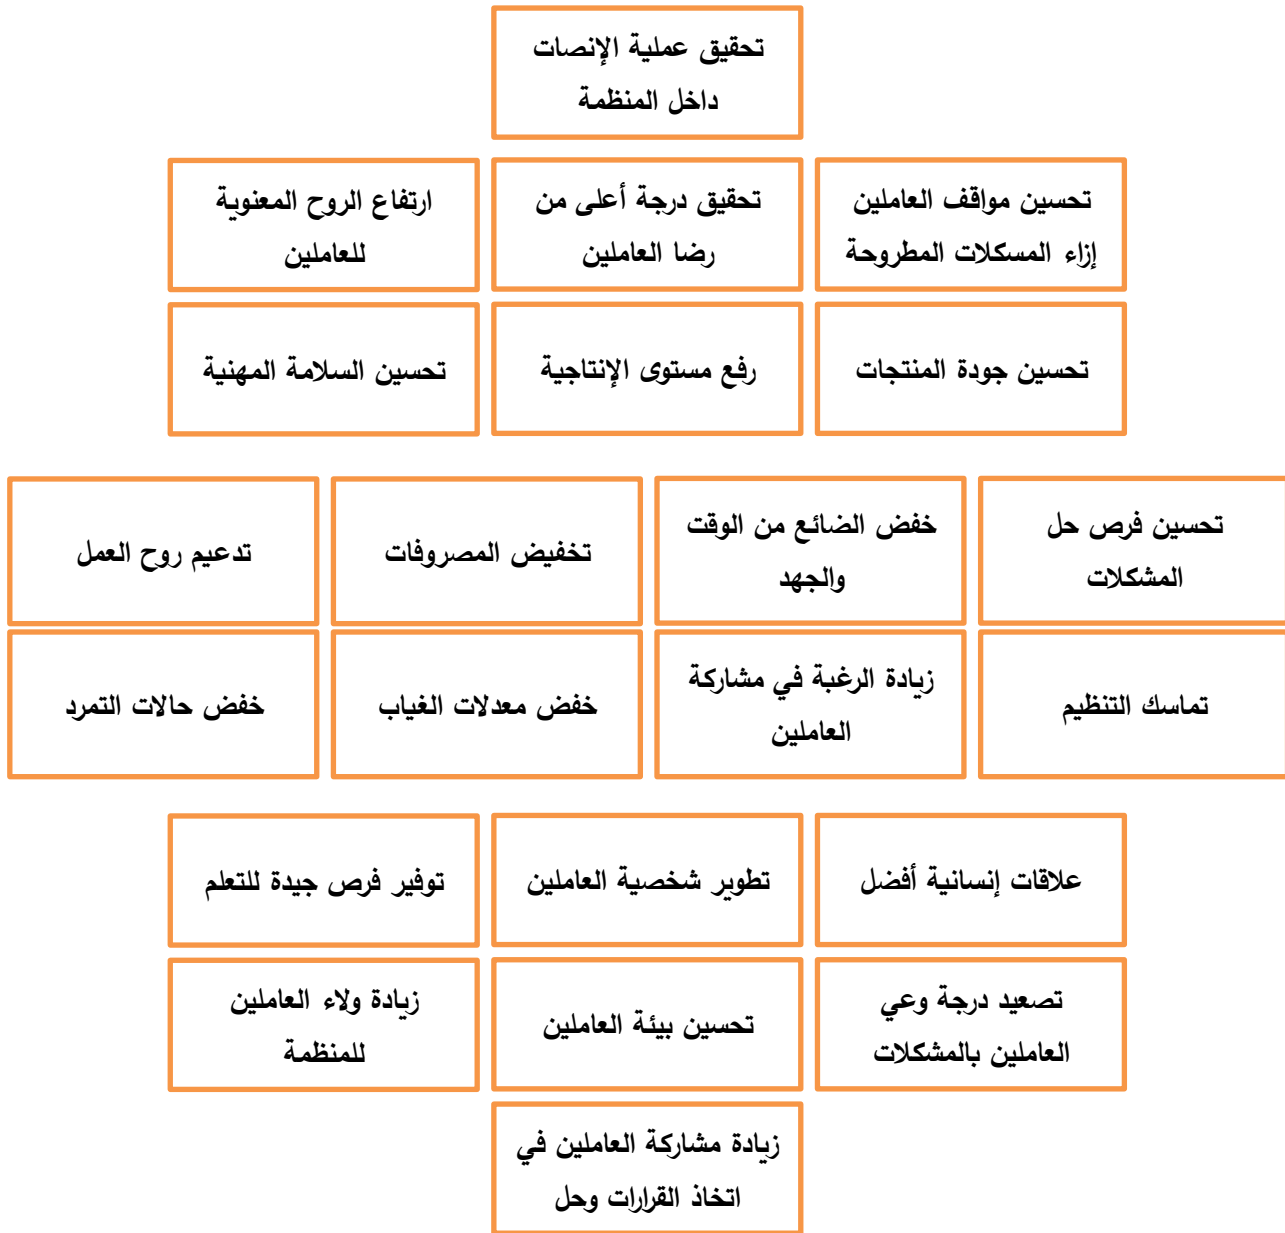 تحقيق عملية الإنصات
داخل المنظمة
تحسين مواقف العاملين
إزاء المسكلات المطروحة
تحقيق درجة أعلى من
رضا العاملين
ارتفاع الروح المعنوية
للعاملين
تحسين جودة المنتجات
رفع مستوى الإنتاجية
تحسين السلامة المهنية
تحسين فرص حل
المشكلات
خفض الضائع من الوقت
والجهد
تخفيض المصروفات
تدعيم روح العمل
تماسك التنظيم
زيادة الرغبة في مشاركة
العاملين
خفض معدلات الغياب
خفض حالات التمرد
علاقات إنسانية أفضل
تطوير شخصية العاملين
توفير فرص جيدة للتعلم
تصعيد درجة وعي
العاملين بالمشكلات
تحسين بيئة العاملين
زيادة ولاء العاملين
للمنظمة
زيادة مشاركة العاملين في
اتخاذ القرارات وحل